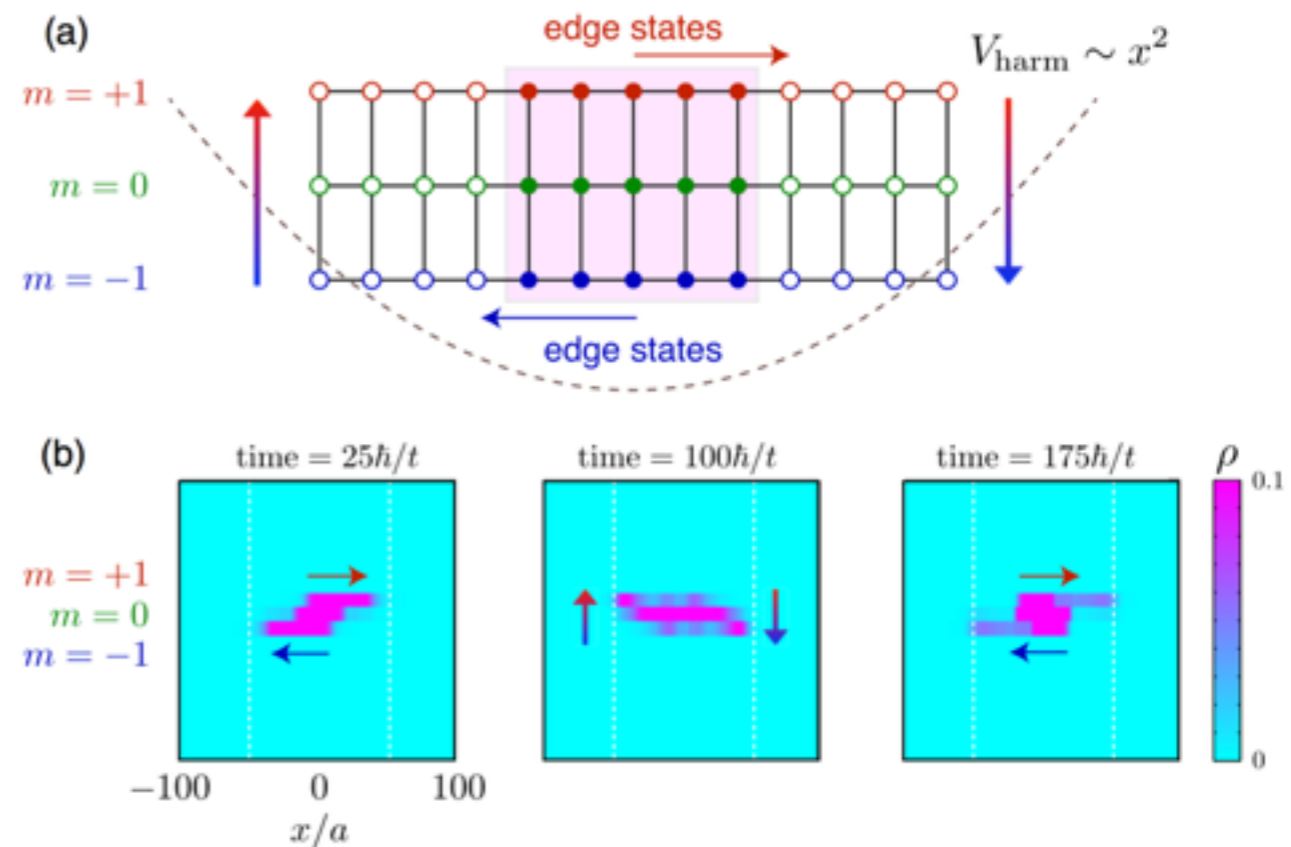 (a)
edge states
V_harm ∼ x²
m = +1
m = 0
m = −1
edge states
(b)
time = 25ħ/t
time = 100ħ/t
time = 175ħ/t
ρ
0.1
m = +1
m = 0
m = −1
0
−100
0
100
x/a